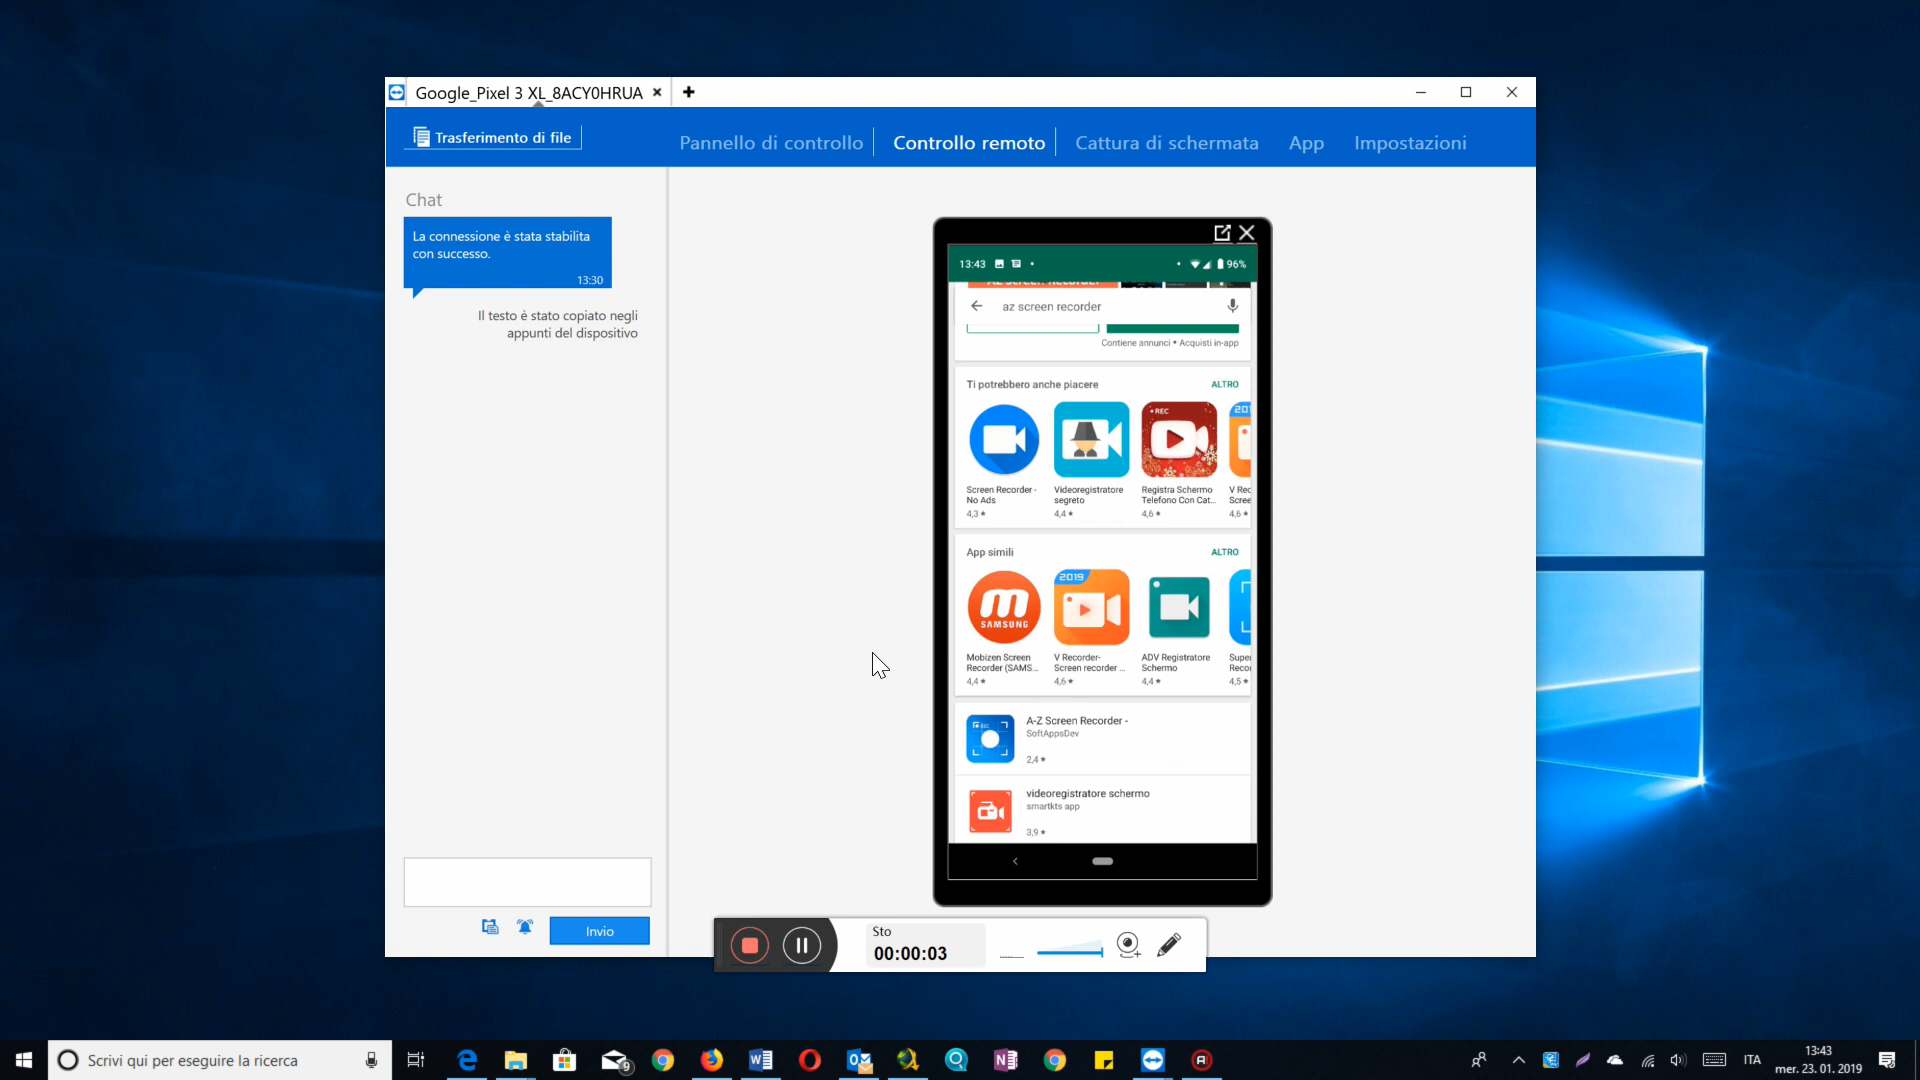 Google_Pixel 3 XL_8ACY0HRUA
Trasferimento di file
Pannello di controllo
Controllo remoto
Cattura di schermata
App
Impostazioni
Chat
La connessione è stata stabilita
con successo.
13:30
Il testo è stato copiato negli
appunti del dispositivo
Invio
13:43
96%
az screen recorder
Contiene annunci • Acquisti in-app
Ti potrebbero anche piacere
ALTRO
REC
Screen Recorder -
No Ads
4,3★
Videoregistratore
segreto
4,4★
Registra Schermo
Telefono Con Cat...
4,6★
V Rec
Scree
4,6★
App simili
ALTRO
SAMSUNG
2019
Mobizen Screen
Recorder (SAMS...
4,4★
V Recorder-
Screen recorder ...
4,6★
ADV Registratore
Schermo
4,4★
Super
Recor
4,5★
A-Z Screen Recorder -
SoftAppsDev
2,4★
videoregistratore schermo
smartkts app
3,9★
Sto
00:00:03
Scrivi qui per eseguire la ricerca
9
ITA
13:43
mer. 23. 01. 2019